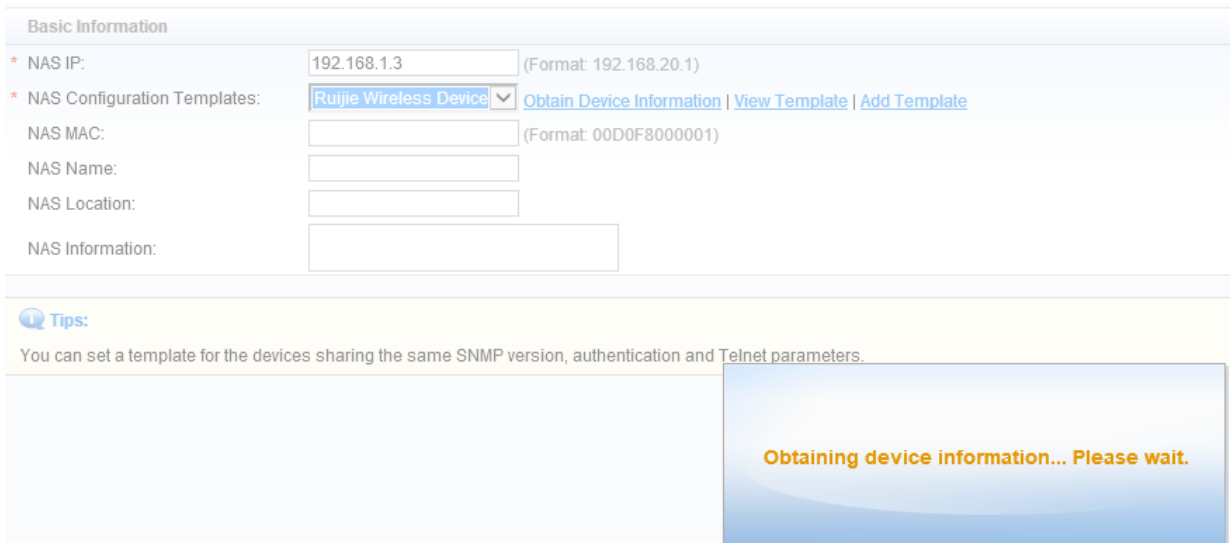 Basic Information
* NAS IP: 192.168.1.3 (Format: 192.168.20.1)
* NAS Configuration Templates: Ruijie Wireless Device Obtain Device Information | View Template | Add Template
NAS MAC: (Format: 00D0F8000001)
NAS Name:
NAS Location:
NAS Information:
Tips:
You can set a template for the devices sharing the same SNMP version, authentication and Telnet parameters.
Obtaining device information... Please wait.